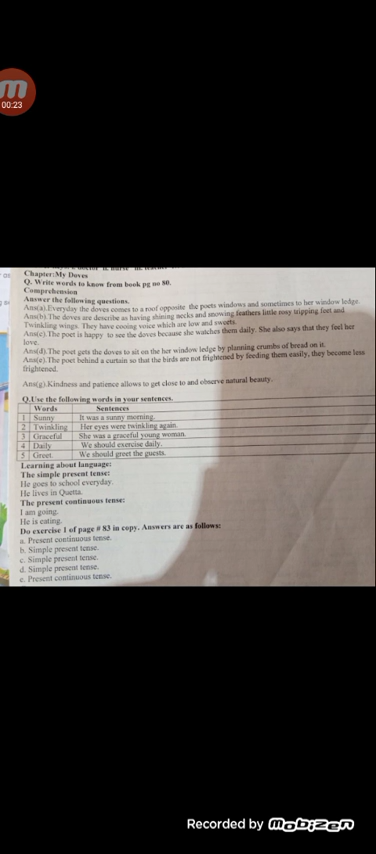 m
00:23
Chapter:My Doves
Q. Write words to know from book pg no 80.
Comprehension
Answer the following questions.
Ans(a).Everyday the doves comes to a roof opposite the poets windows and sometimes to her window ledge.
Ans(b).The doves are describe as having shining necks and snowing feathers little rosy tripping feet and
Twinkling wings. They have cooing voice which are low and sweets.
Ans(c).The poet is happy to see the doves because she watches them daily. She also says that they fuel her
love.
Ans(d).The poet gets the doves to sit on the her window ledge by planning crumbs of bread on it.
Ans(e).The poet behind a curtain so that the birds are not frightened by feeding them easily, they become less
frightened.
Ans(g).Kindness and patience allows to get close to and observe natural beauty.
Q.Use the following words in your sentences.
Words Sentences
1 Sunny It was a sunny morning.
2 Twinkling Her eyes were twinkling again.
3 Graceful She was a graceful young woman.
4 Daily We should exercise daily.
5 Greet We should greet the guests.
Learning about language:
The simple present tense:
He goes to school everyday.
He lives in Quetta.
The present continuous tense:
I am going.
He is eating.
Do exercise 1 of page # 83 in copy. Answers are as follows:
a. Present continuous tense.
b. Simple present tense.
c. Simple present tense.
d. Simple present tense.
e. Present continuous tense.
Recorded by Mobizen